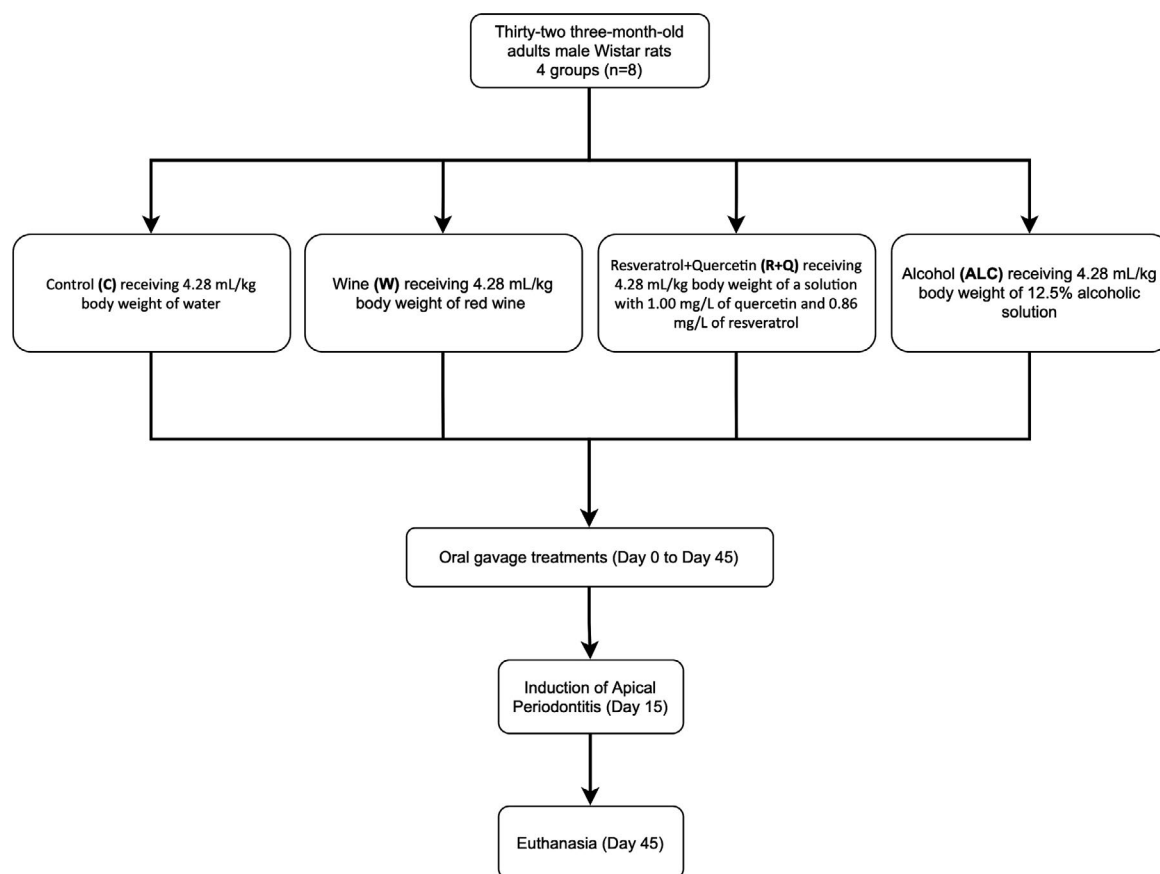 Thirty-two three-month-old
adults male Wistar rats
4 groups (n=8)
Control (C) receiving 4.28 mL/kg
body weight of water
Wine (W) receiving 4.28 mL/kg
body weight of red wine
Resveratrol+Quercetin (R+Q) receiving
4.28 mL/kg body weight of a solution
with 1.00 mg/L of quercetin and 0.86
mg/L of resveratrol
Alcohol (ALC) receiving 4.28 mL/kg
body weight of 12.5% alcoholic
solution
Oral gavage treatments (Day 0 to Day 45)
Induction of Apical
Periodontitis (Day 15)
Euthanasia (Day 45)